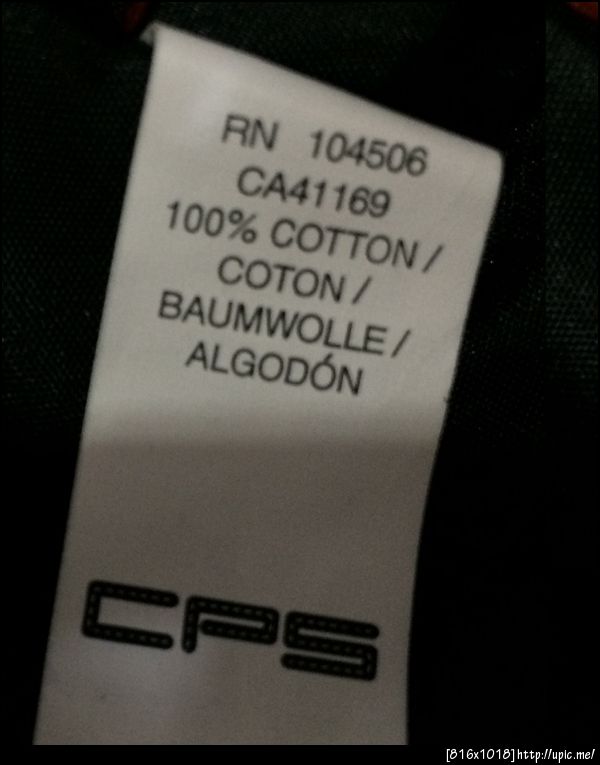 RN 104506
CA41169
100% COTTON /
COTON /
BAUMWOLLE /
ALGODÓN
CPS
[816x1018]http://upic.me/